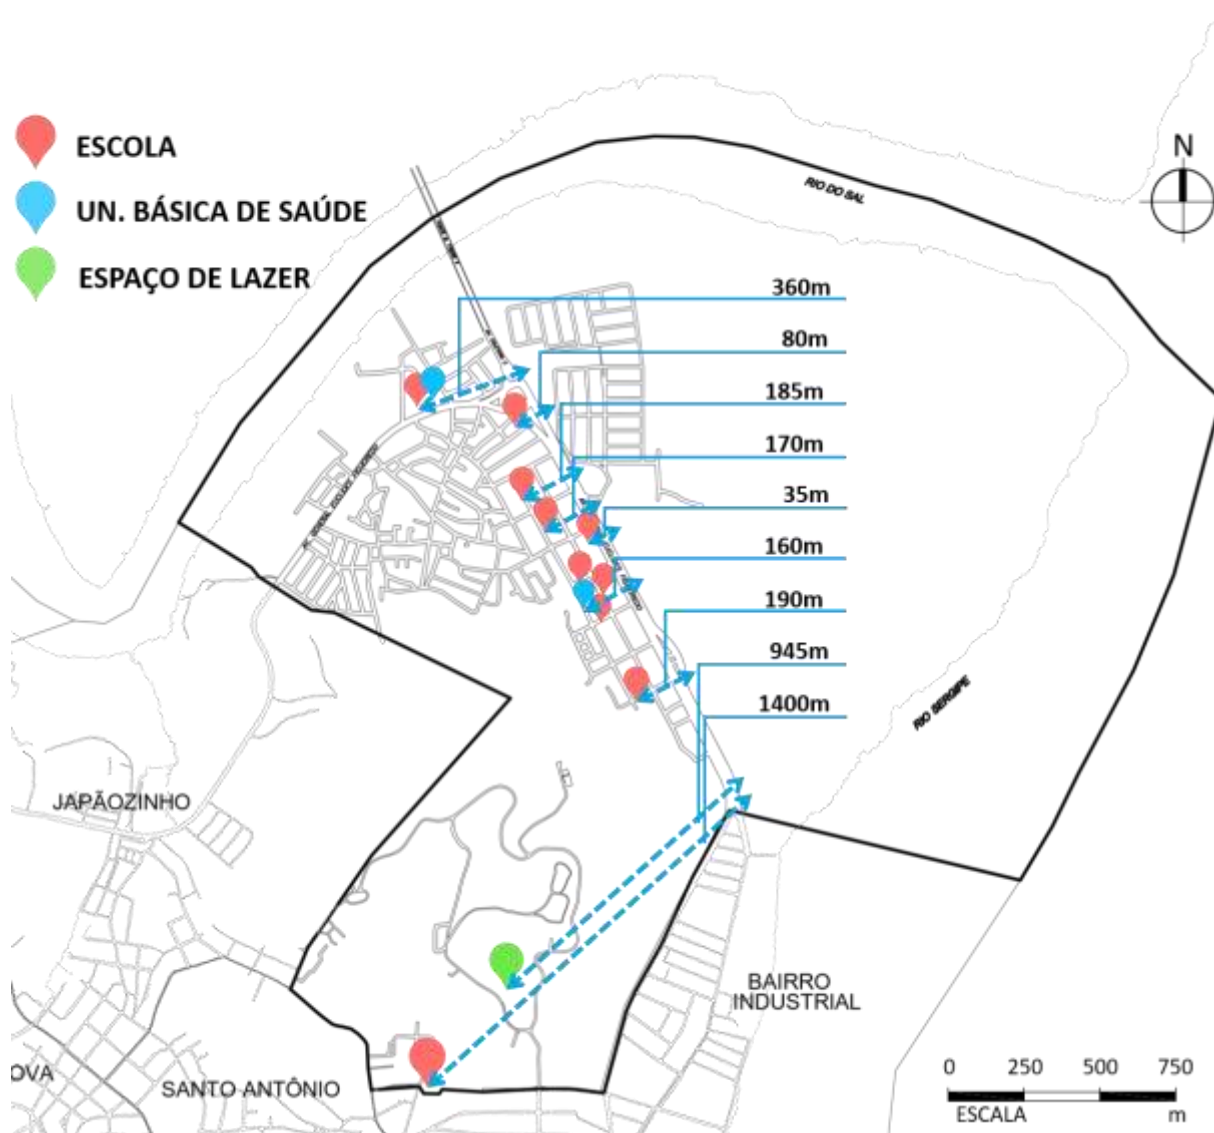 ESCOLA
UN. BÁSICA DE SAÚDE
ESPAÇO DE LAZER
N
RIO DO SAL
360m
80m
185m
170m
35m
160m
190m
945m
1400m
RIO SERGIPE
JAPÃOZINHO
BAIRRO
INDUSTRIAL
OVA
SANTO ANTÔNIO
0 250 500 750
ESCALA m